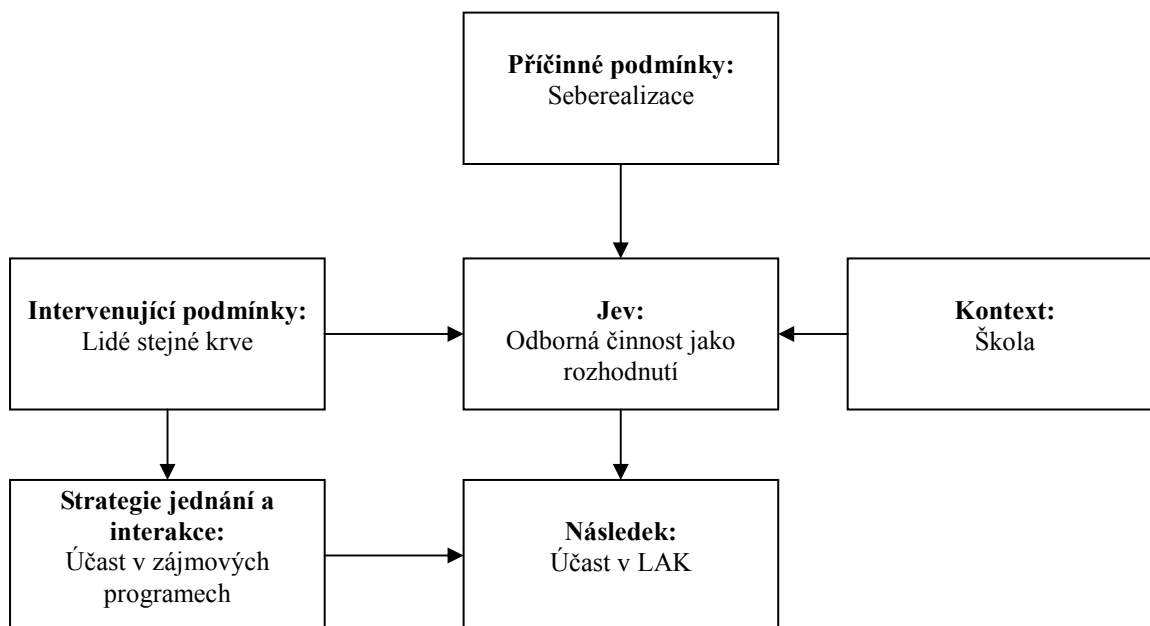 Příčinné podmínky:
Seberealizace
Intervenující podmínky:
Lidé stejné krve
Jev:
Odborná činnost jako
rozhodnutí
Kontext:
Škola
Strategie jednání a
interakce:
Účast v zájmových
programech
Následek:
Účast v LAK